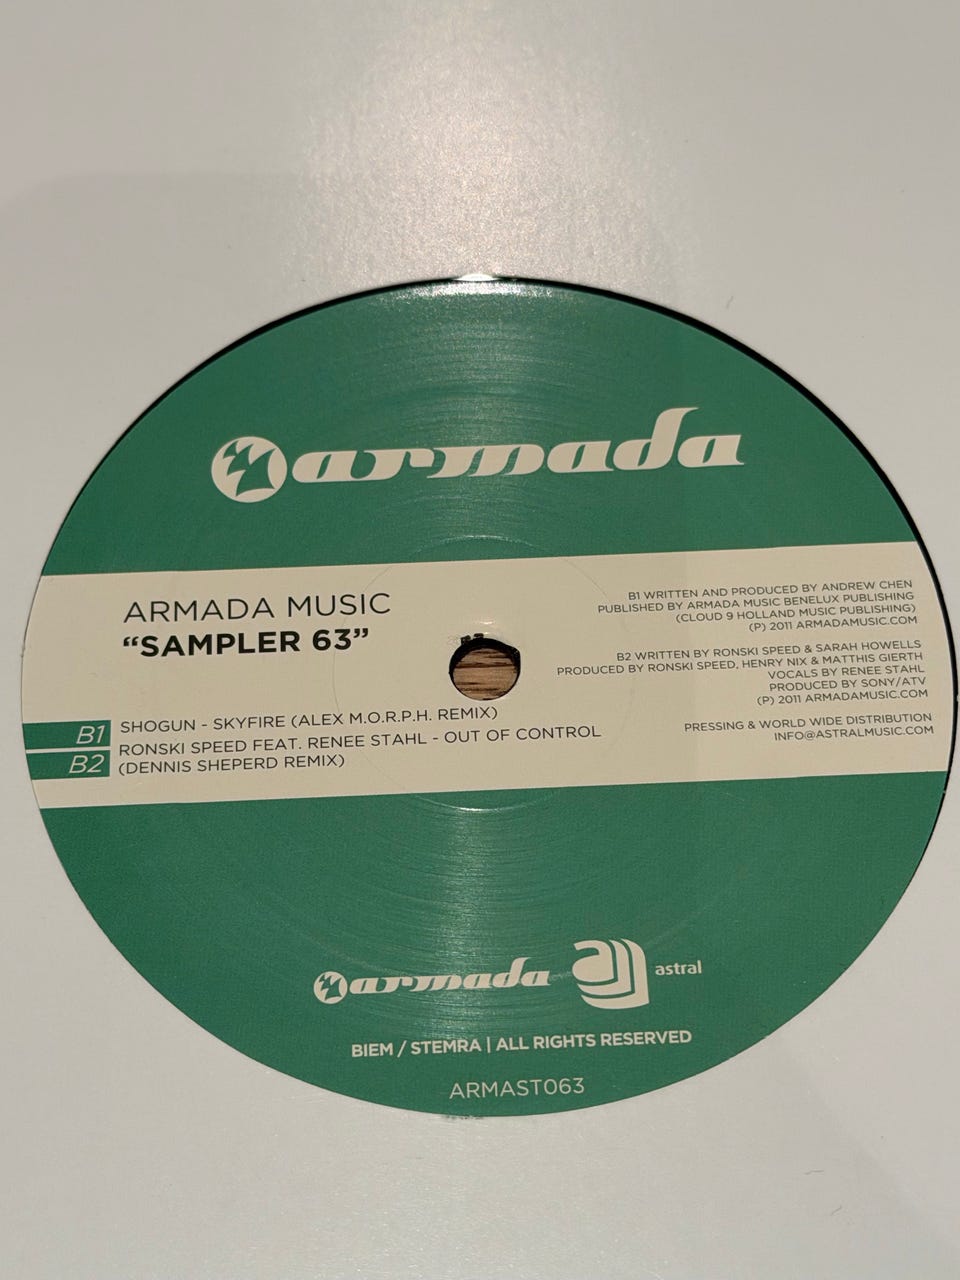 armada
ARMADA MUSIC
"SAMPLER 63"
B1 SHOGUN - SKYFIRE (ALEX M.O.R.P.H. REMIX)
B2 RONSKI SPEED FEAT. RENEE STAHL - OUT OF CONTROL
(DENNIS SHEPERD REMIX)
B1 WRITTEN AND PRODUCED BY ANDREW CHEN
PUBLISHED BY ARMADA MUSIC BENELUX PUBLISHING
(CLOUD 9 HOLLAND MUSIC PUBLISHING)
(P) 2011 ARMADAMUSIC.COM
B2 WRITTEN BY RONSKI SPEED & SARAH HOWELLS
PRODUCED BY RONSKI SPEED, HENRY NIX & MATTHIS GIERTH
VOCALS BY RENEE STAHL
PRODUCED BY SONY/ATV
(P) 2011 ARMADAMUSIC.COM
PRESSING & WORLD WIDE DISTRIBUTION
INFO@ASTRALMUSIC.COM
armada astral
BIEM / STEMRA | ALL RIGHTS RESERVED
ARMAST063